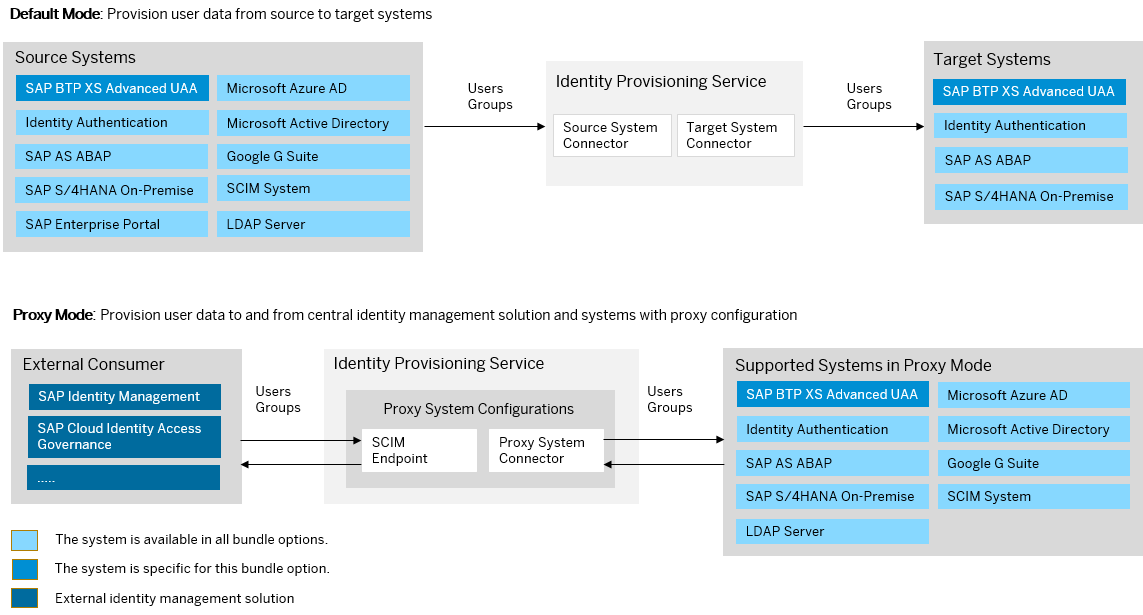 Default Mode: Provision user data from source to target systems
Source Systems
SAP BTP XS Advanced UAA
Identity Authentication
SAP AS ABAP
SAP S/4HANA On-Premise
SAP Enterprise Portal
Microsoft Azure AD
Microsoft Active Directory
Google G Suite
SCIM System
LDAP Server
Users
Groups
Identity Provisioning Service
Source System
Connector
Target System
Connector
Users
Groups
Target Systems
SAP BTP XS Advanced UAA
Identity Authentication
SAP AS ABAP
SAP S/4HANA On-Premise
Proxy Mode: Provision user data to and from central identity management solution and systems with proxy configuration
External Consumer
SAP Identity Management
SAP Cloud Identity Access
Governance
.....
Users
Groups
Identity Provisioning Service
Proxy System Configurations
SCIM
Endpoint
Proxy System
Connector
Users
Groups
Supported Systems in Proxy Mode
SAP BTP XS Advanced UAA
Identity Authentication
SAP AS ABAP
SAP S/4HANA On-Premise
LDAP Server
Microsoft Azure AD
Microsoft Active Directory
Google G Suite
SCIM System
The system is available in all bundle options.
The system is specific for this bundle option.
External identity management solution